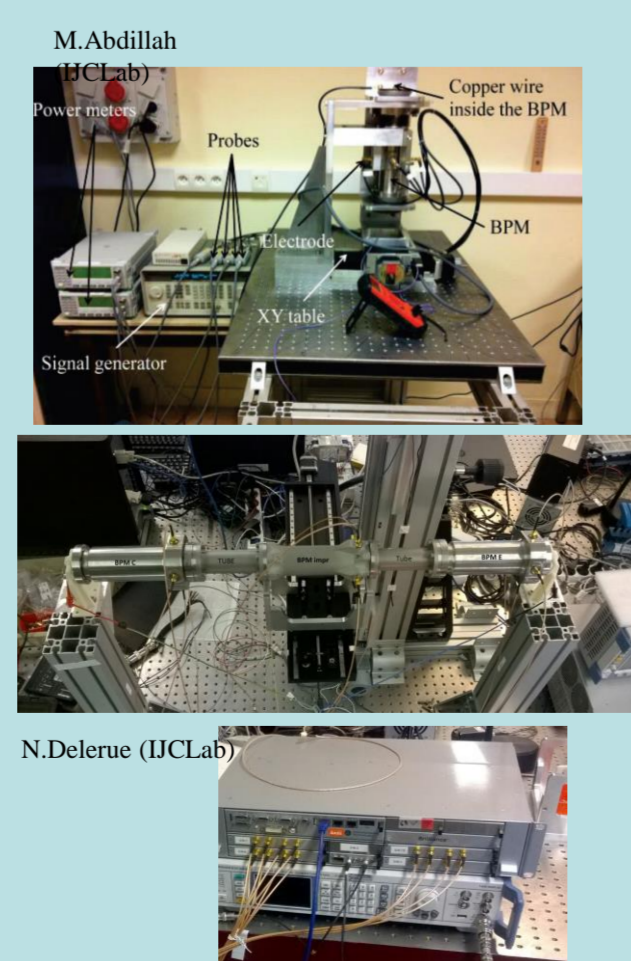 M.Abdillah
(IJCLab)
Power meters
Copper wire
inside the BPM
Probes
BPM
Electrode
XY table
Signal generator
BPM C
TUBE
BPM impr
Tube
BPM E
N.Delerue (IJCLab)